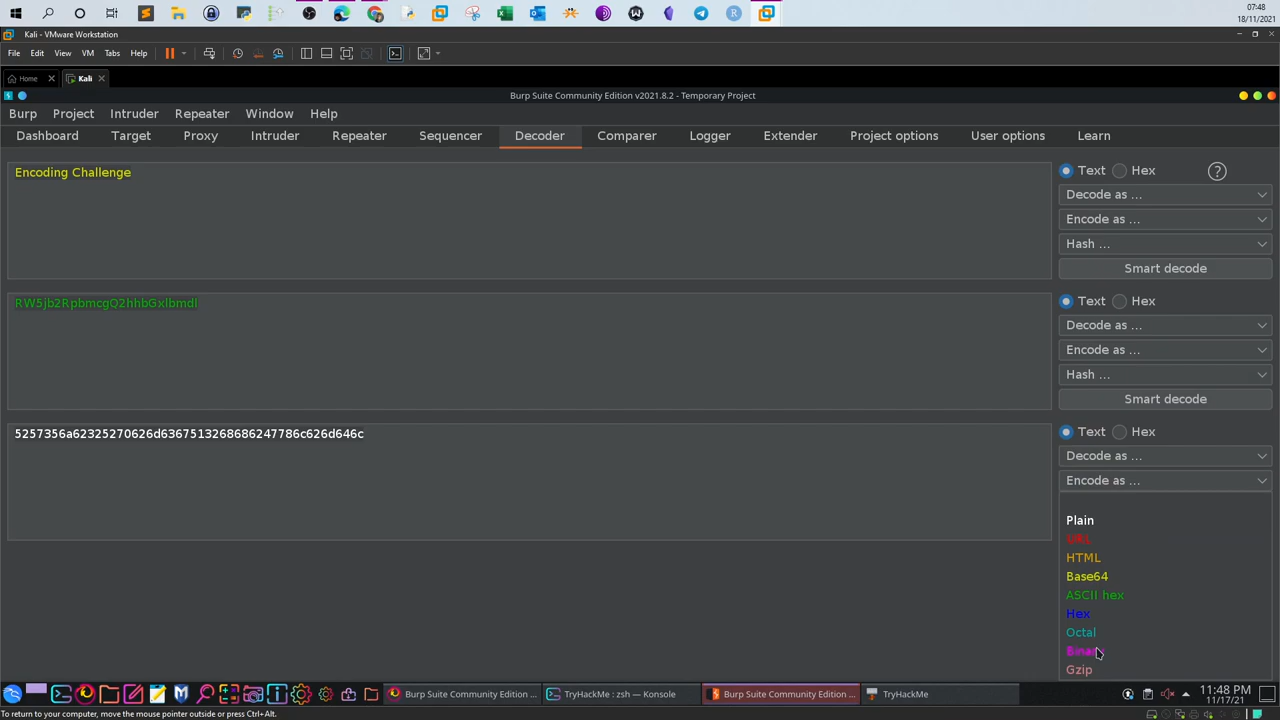 07:48
18/11/2021
Kali - VMware Workstation
File Edit View VM Tabs Help
Home Kali
Burp Suite Community Edition v2021.8.2 - Temporary Project
Burp Project Intruder Repeater Window Help
Dashboard Target Proxy Intruder Repeater Sequencer Decoder Comparer Logger Extender Project options User options Learn
Encoding Challenge
Text Hex ?
Decode as ...
Encode as ...
Hash ...
Smart decode
RW5jb2RpbmcgQ2hhbGxlbmdl
Text Hex
Decode as ...
Encode as ...
Hash ...
Smart decode
5257356a62325270626d6367513268686247786c626d646c
Text Hex
Decode as ...
Encode as ...
Plain
URL
HTML
Base64
ASCII hex
Hex
Octal
Binary
Gzip
Burp Suite Community Edition ... TryHackMe : zsh — Konsole Burp Suite Community Edition ... TryHackMe
11:48 PM
11/17/21
To return to your computer, move the mouse pointer outside or press Ctrl+Alt.